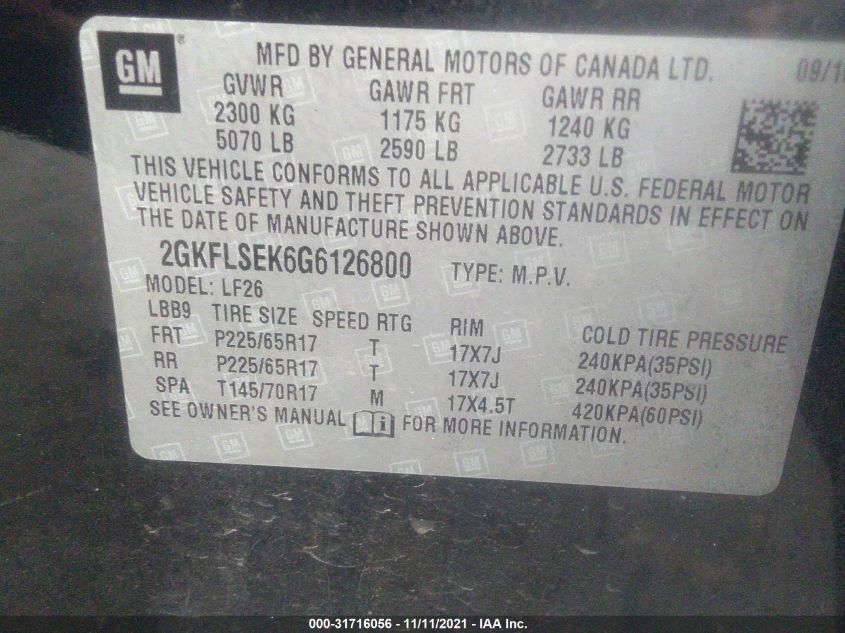 GM ®
MFD BY GENERAL MOTORS OF CANADA LTD. 09/1
GVWR GAWR FRT GAWR RR
2300 KG 1175 KG 1240 KG
5070 LB 2590 LB 2733 LB
THIS VEHICLE CONFORMS TO ALL APPLICABLE U.S. FEDERAL MOTOR
VEHICLE SAFETY AND THEFT PREVENTION STANDARDS IN EFFECT ON
THE DATE OF MANUFACTURE SHOWN ABOVE.
2GKFLSEK6G6126800 TYPE: M.P.V.
MODEL: LF26
LBB9 TIRE SIZE SPEED RTG RIM COLD TIRE PRESSURE
FRT P225/65R17 T 17X7J 240KPA(35PSI)
RR P225/65R17 T 17X7J 240KPA(35PSI)
SPA T145/70R17 M 17X4.5T 420KPA(60PSI)
SEE OWNER'S MANUAL i FOR MORE INFORMATION.
000-31716056 - 11/11/2021 - IAA Inc.